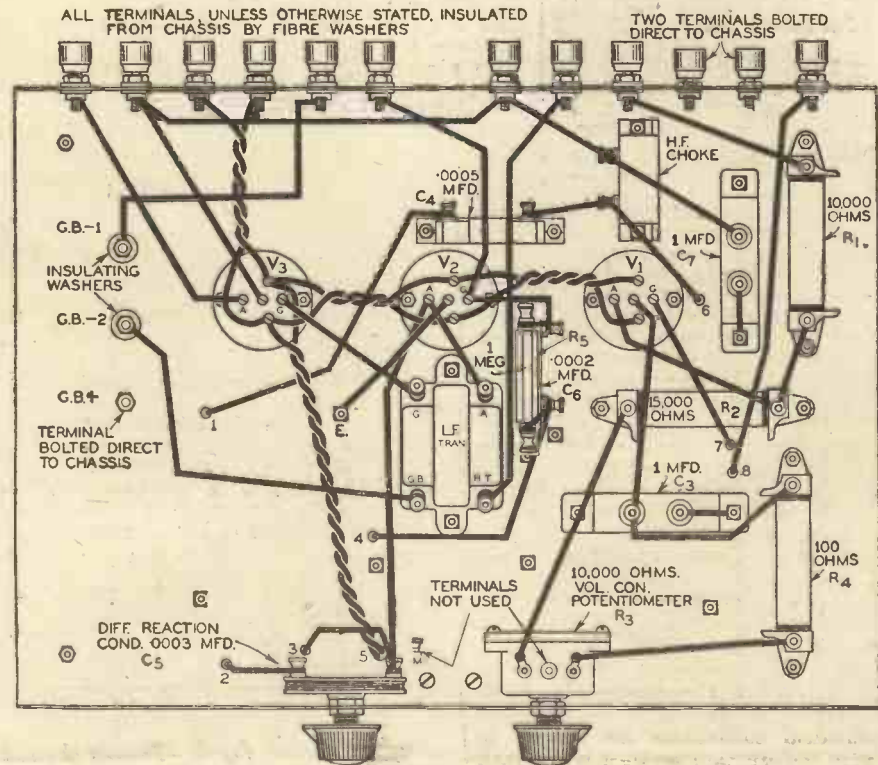 ALL TERMINALS, UNLESS OTHERWISE STATED, INSULATED
FROM CHASSIS BY FIBRE WASHERS
TWO TERMINALS BOLTED
DIRECT TO CHASSIS
H.F.
CHOKE
.0005
MFD.
C4
10,000
OHMS
R1.
1 MFD
C7
G.B.-1
INSULATING
WASHERS
G.B.-2
V3
V2
V1
A
G
A
G
A
G
6
1
MEG
R5
.0002
MFD.
C6
G.B.+
TERMINAL
BOLTED DIRECT
TO CHASSIS
1
E.
G
A
L.F.
TRAN
G.B
H.T
15,000
OHMS
R2
7
8
1 MFD.
C3
4
100
OHMS
R4
TERMINALS
NOT USED
10,000 OHMS.
VOL. CON.
POTENTIOMETER
R3
DIFF. REACTION
COND. .0003 MFD.
C5
3
5
M
2